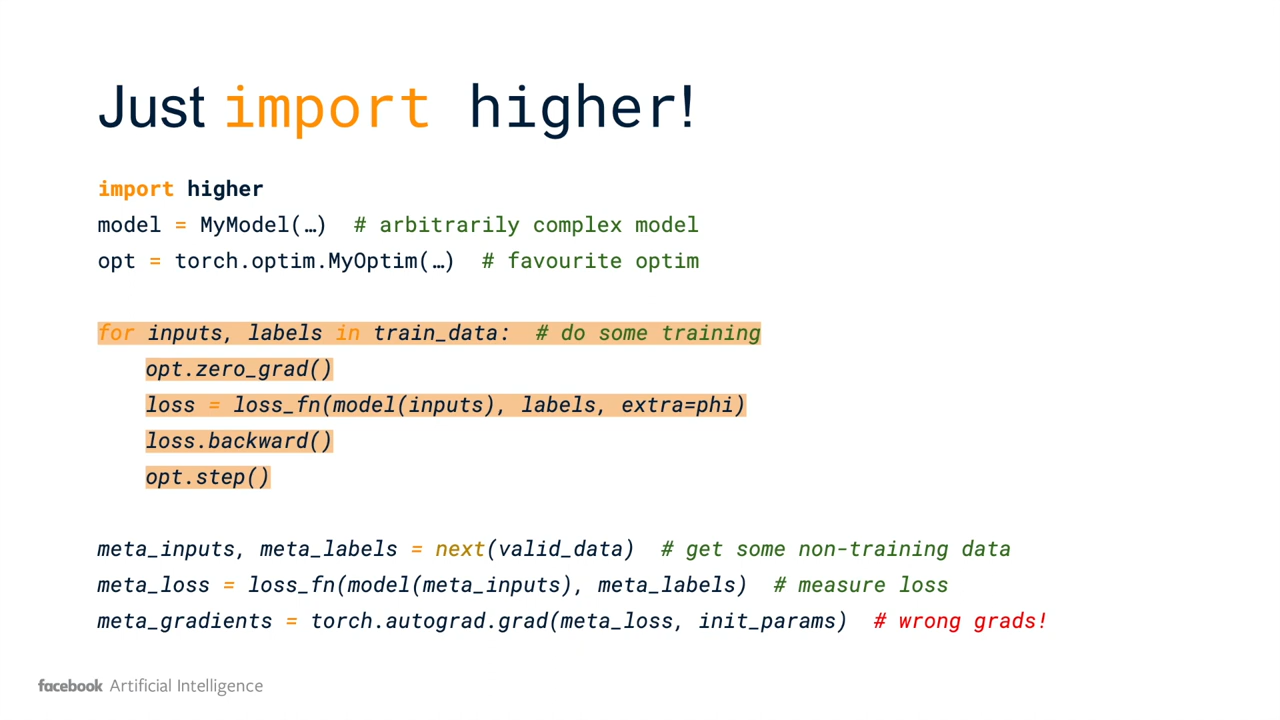 Just import higher!
import higher
model = MyModel(…)  # arbitrarily complex model
opt = torch.optim.MyOptim(…)  # favourite optim
for inputs, labels in train_data:  # do some training
    opt.zero_grad()
    loss = loss_fn(model(inputs), labels, extra=phi)
    loss.backward()
    opt.step()
meta_inputs, meta_labels = next(valid_data)  # get some non-training data
meta_loss = loss_fn(model(meta_inputs), meta_labels)  # measure loss
meta_gradients = torch.autograd.grad(meta_loss, init_params)  # wrong grads!
facebook Artificial Intelligence